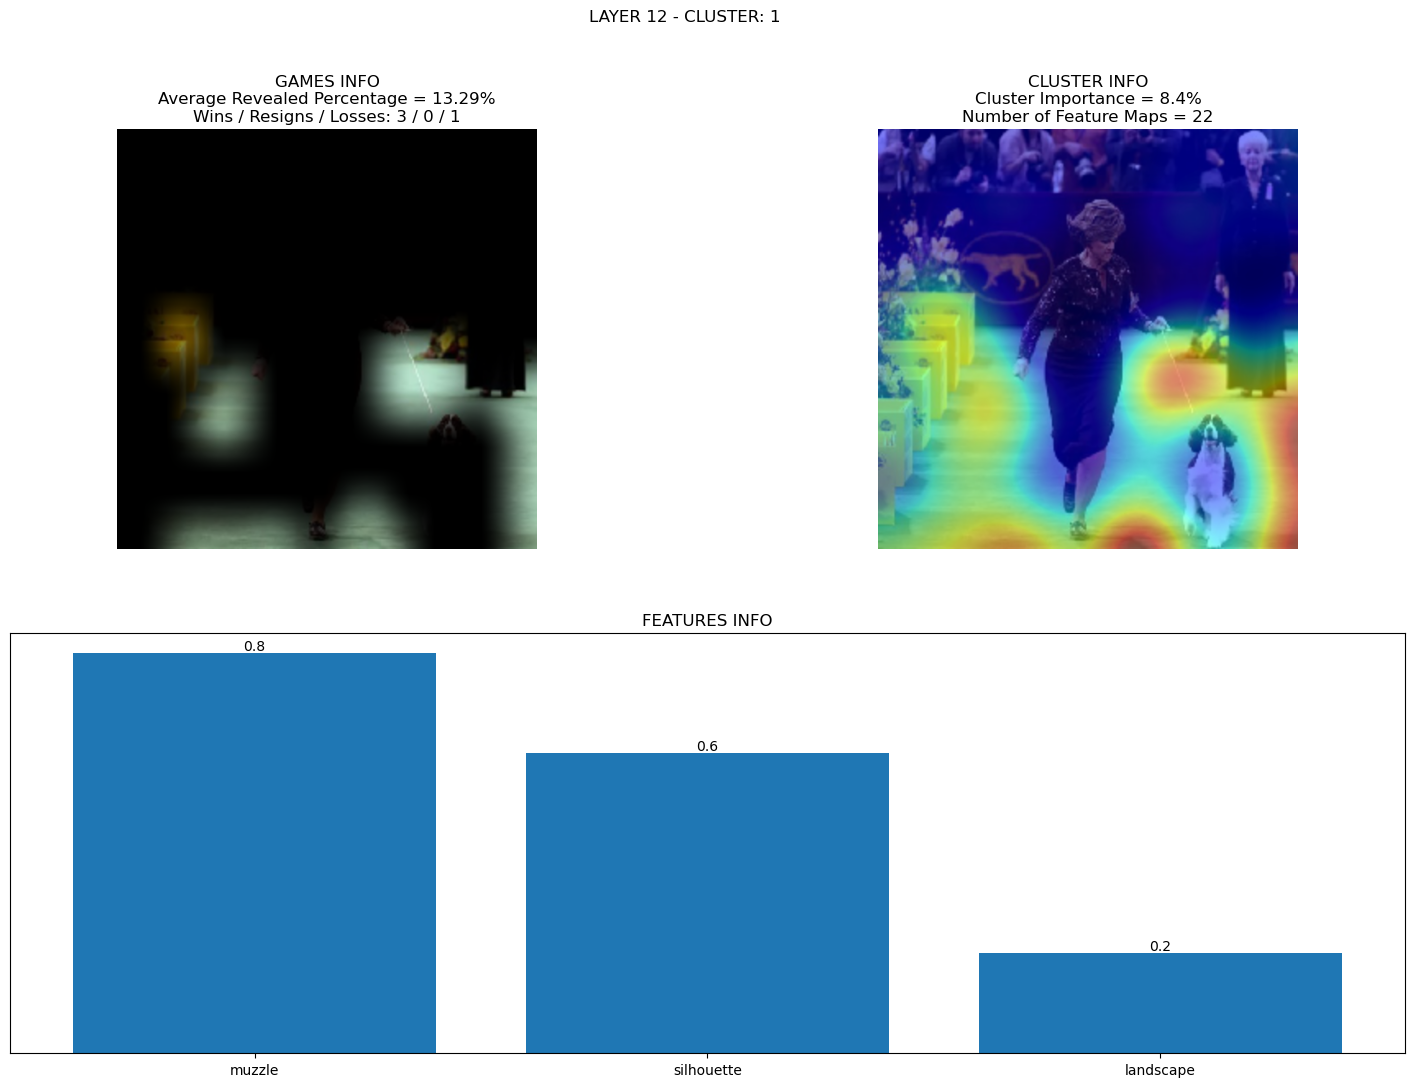 LAYER 12 - CLUSTER: 1
GAMES INFO
Average Revealed Percentage = 13.29%
Wins / Resigns / Losses: 3 / 0 / 1
CLUSTER INFO
Cluster Importance = 8.4%
Number of Feature Maps = 22
FEATURES INFO
0.8
0.6
0.2
muzzle
silhouette
landscape